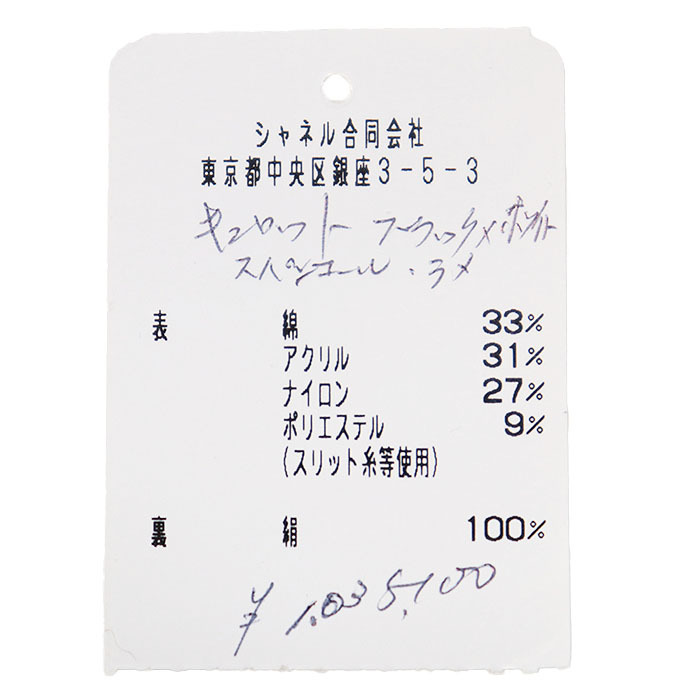 シャネル合同会社
東京都中央区銀座3-5-3
キュロット ブラック×ホワイト
スパンコール・ラメ
表 綿 33%
アクリル 31%
ナイロン 27%
ポリエステル 9%
(スリット糸等使用)
裏 絹 100%
¥1,035,100